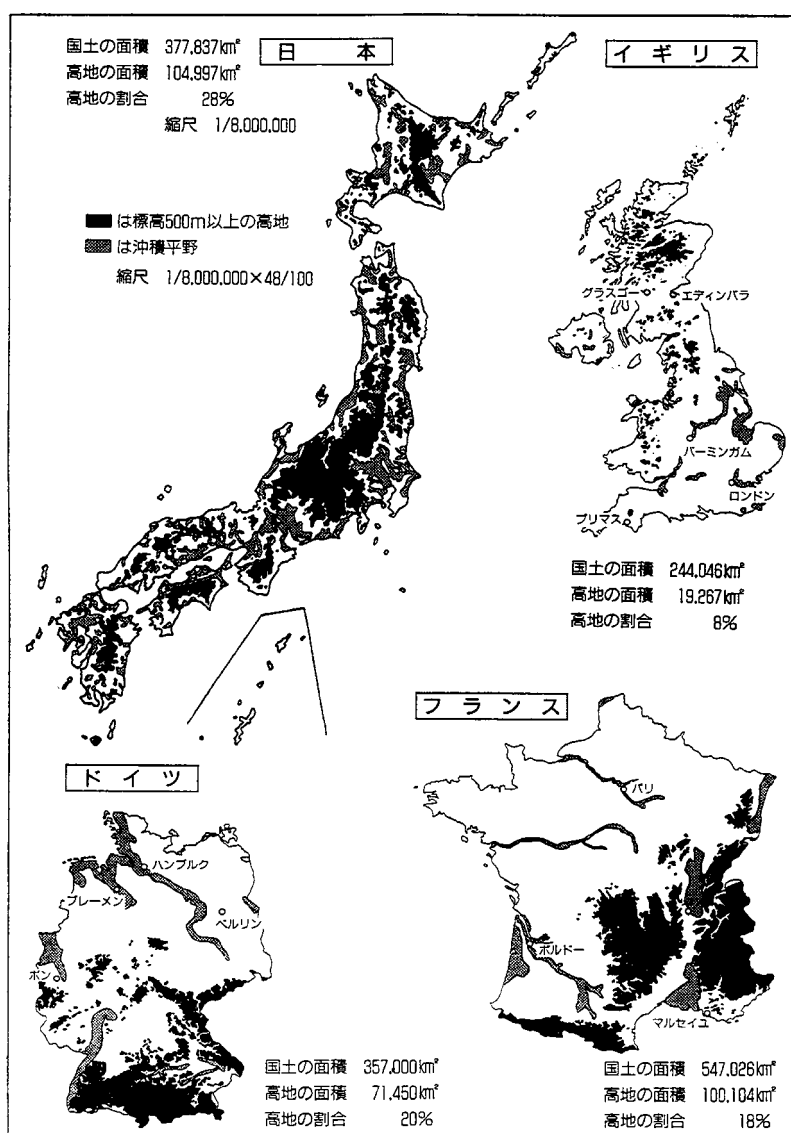 国土の面積 377,837km²
高地の面積 104,997km²
高地の割合 28%
縮尺 1/8,000,000
日本
■は標高500m以上の高地
は沖積平野
縮尺 1/8,000,000×48/100
イギリス
グラスゴー
エディンバラ
バーミンガム
ロンドン
プリマス
国土の面積 244,046km²
高地の面積 19,267km²
高地の割合 8%
フランス
パリ
ボルドー
マルセイユ
国土の面積 547,026km²
高地の面積 100,104km²
高地の割合 18%
ドイツ
ハンブルク
ブレーメン
ベルリン
ボン
国土の面積 357,000km²
高地の面積 71,450km²
高地の割合 20%